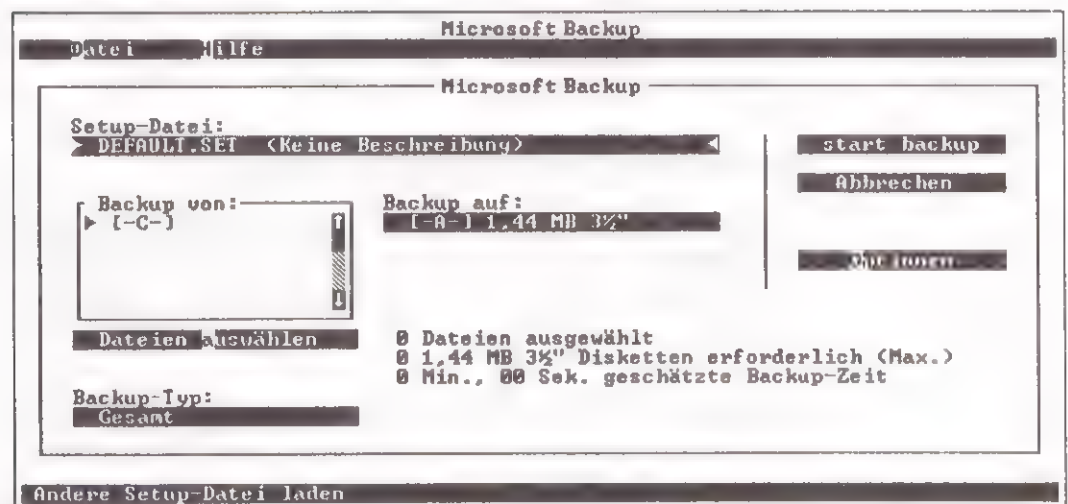 Microsoft Backup
Datei Hilfe
Microsoft Backup
Setup-Datei:
DEFAULT.SET (Keine Beschreibung)
start backup
Abbrechen
Backup von:
[-C-]
Backup auf:
[-A-] 1,44 MB 3½"
Optionen
Dateien auswählen
0 Dateien ausgewählt
0 1,44 MB 3½" Disketten erforderlich (Max.)
0 Min., 00 Sek. geschätzte Backup-Zeit
Backup-Typ:
Gesamt
Andere Setup-Datei laden